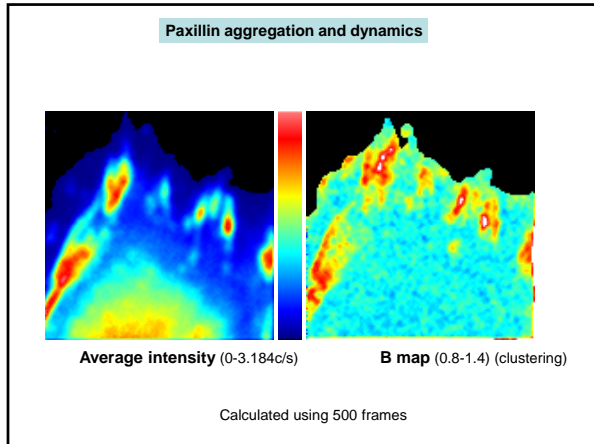 Paxillin aggregation and dynamics
Average intensity (0-3.184c/s)
B map (0.8-1.4) (clustering)
Calculated using 500 frames